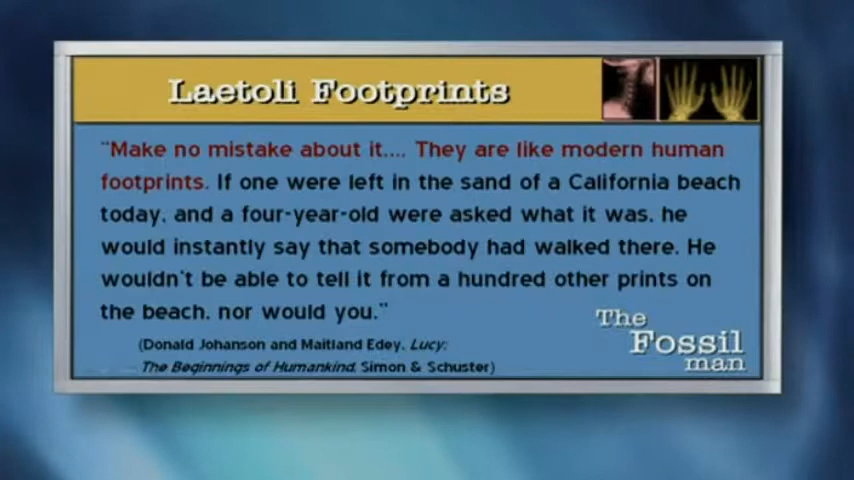 Laetoli Footprints
"Make no mistake about it.... They are like modern human
footprints. If one were left in the sand of a California beach
today, and a four-year-old were asked what it was, he
would instantly say that somebody had walked there. He
wouldn't be able to tell it from a hundred other prints on
the beach, nor would you."
(Donald Johanson and Maitland Edey, Lucy:
The Beginnings of Humankind, Simon & Schuster)
The
Fossil
man